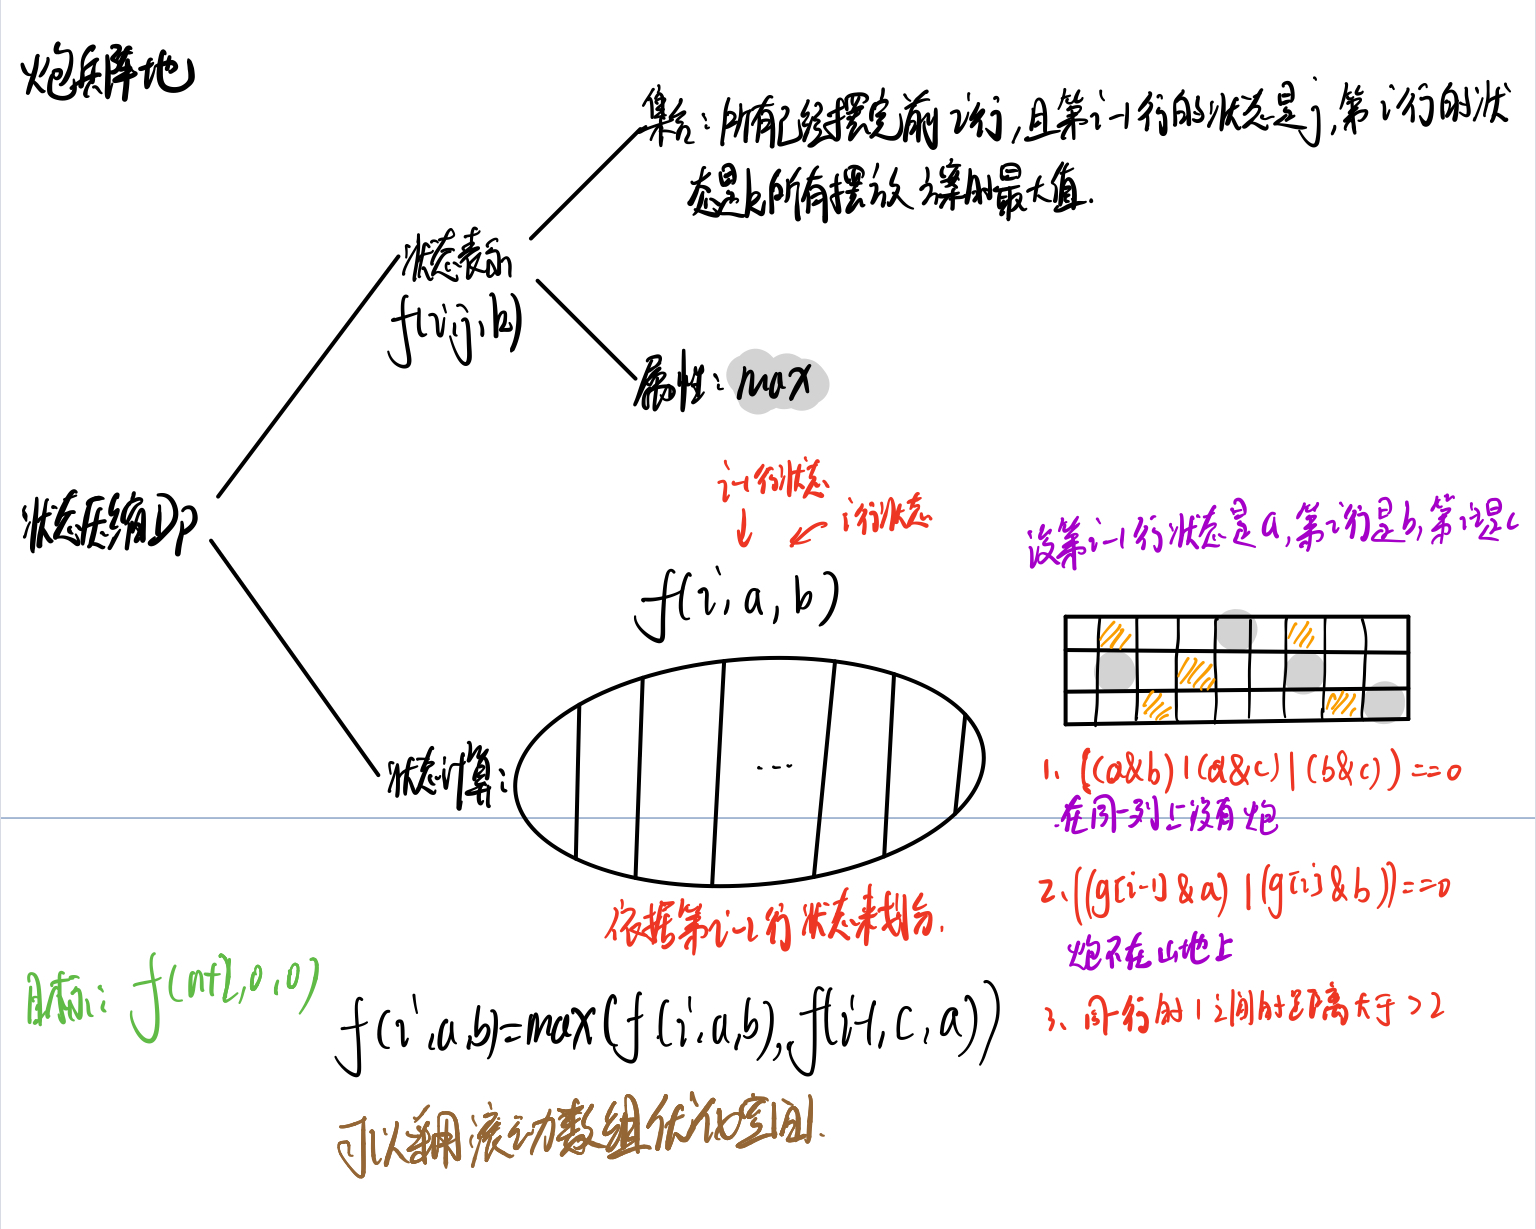 炮兵阵地
集合：所有已经摆完前i行，且第i-1行的状态是j，第i行的状
态是k所有摆放方案的最大值.
状态表示
f(i,j,k)
属性：max
i-1行状态
i行状态
f(i,a,b)
状态压缩DP
设第i-1行状态是a，第i行是b，第i-2是c
状态计算：
...
依据第i-2行状态来划分.
1、((a&b)|(a&c)|(b&c))==0
在同一列上没有炮
2、((g[i-1]&a)|(g[i]&b))==0
炮不在山地上
3、同一行的1之间的距离大于>2
目标：f(n+2,0,0)
f(i,a,b)=max(f(i,a,b),f(i-1,c,a))
可以采用滚动数组优化空间.